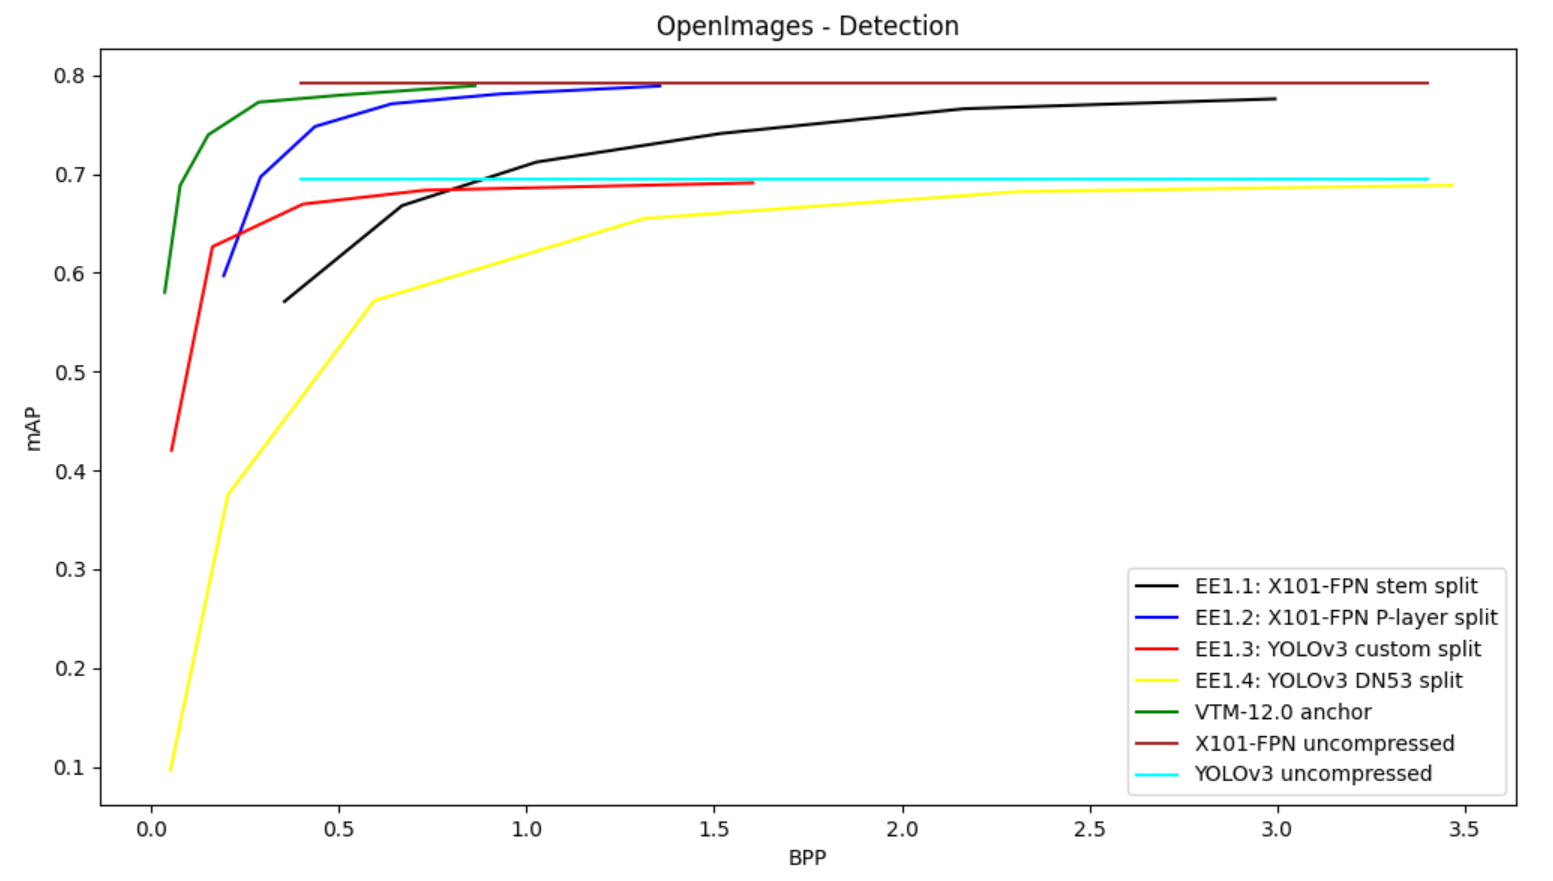 OpenImages - Detection
0.8
0.7
0.6
0.5
0.4
0.3
0.2
0.1
mAP
EE1.1: X101-FPN stem split
EE1.2: X101-FPN P-layer split
EE1.3: YOLOv3 custom split
EE1.4: YOLOv3 DN53 split
VTM-12.0 anchor
X101-FPN uncompressed
YOLOv3 uncompressed
0.0 0.5 1.0 1.5 2.0 2.5 3.0 3.5
BPP